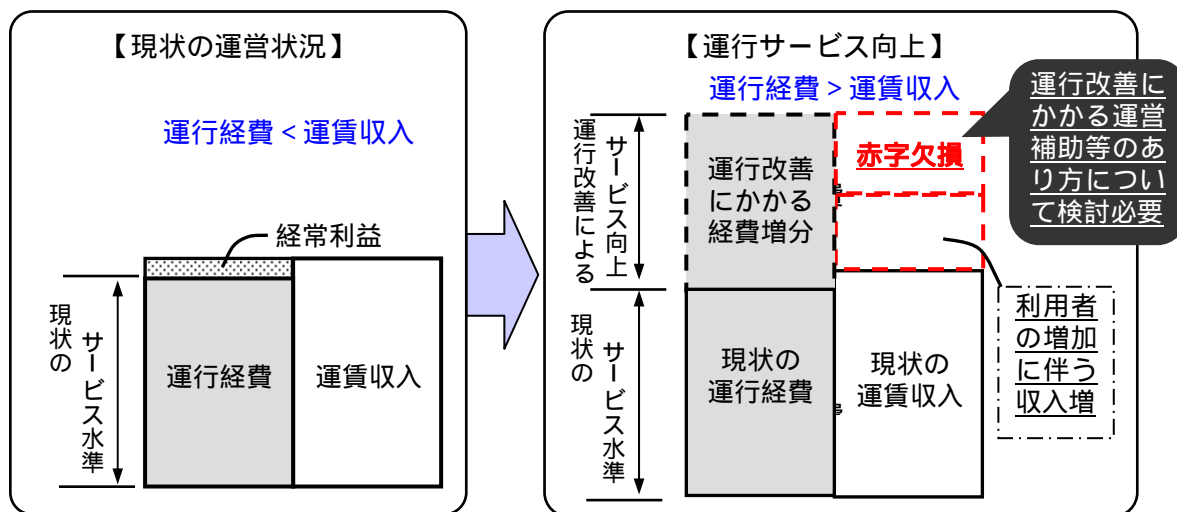 【現状の運営状況】
運行経費 < 運賃収入
経常利益
現状の
サービス水準
運行経費
運賃収入
【運行サービス向上】
運行経費 > 運賃収入
運行改善による
サービス向上
運行改善
にかかる
経費増分
赤字欠損
運行改善に
かかる運営
補助等のあ
り方につい
て検討必要
利用者
の増加
に伴う
収入増
現状の
サービス水準
現状の
運行経費
現状の
運賃収入